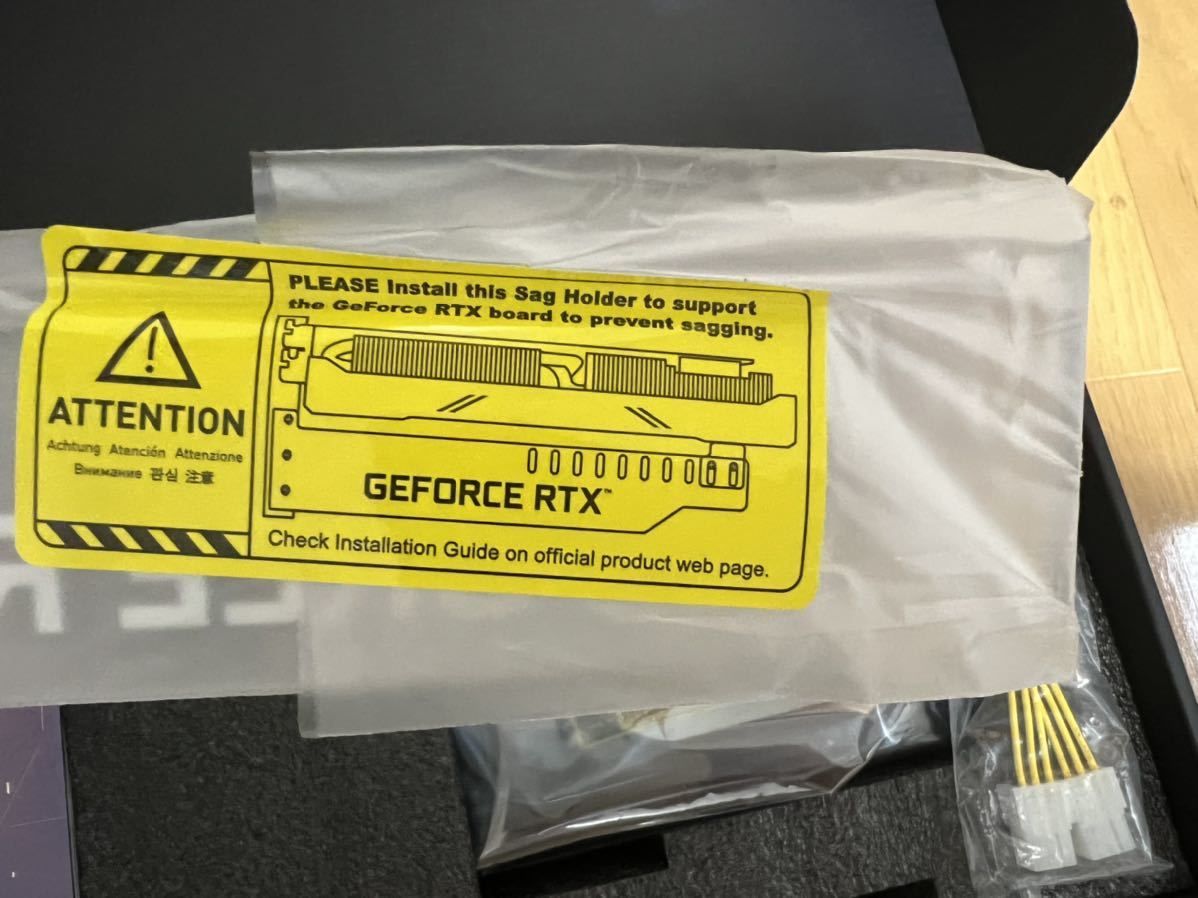 PLEASE Install this Sag Holder to support
the GeForce RTX board to prevent sagging.
ATTENTION
Achtung Atención Attenzione
Внимание 관심 注意
GEFORCE RTX™
Check Installation Guide on official product web page.